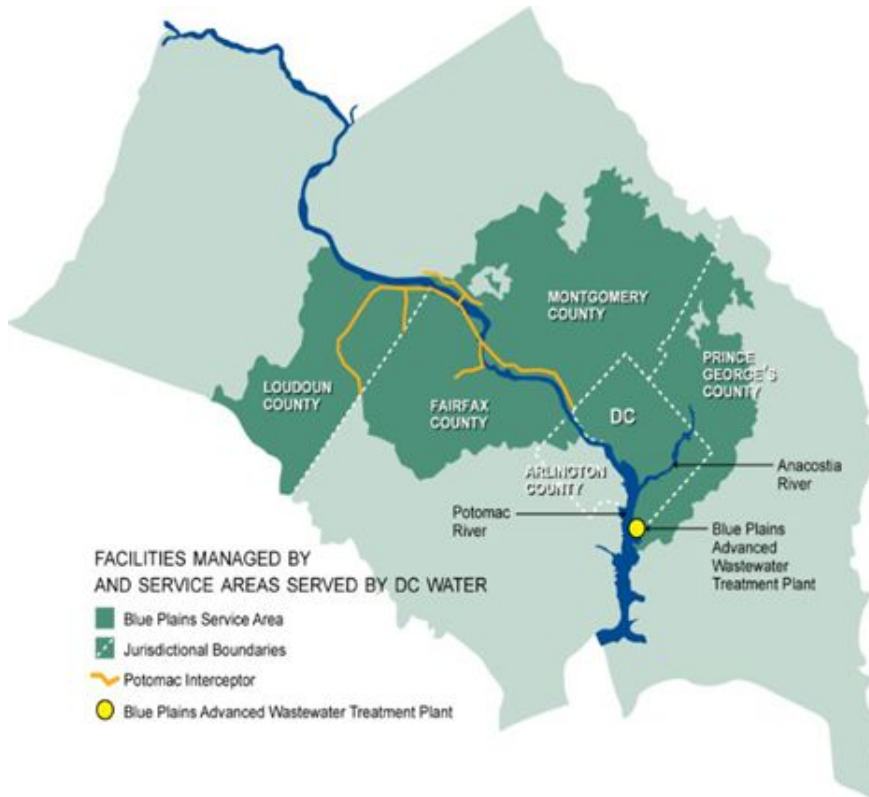 MONTGOMERY
COUNTY
PRINCE
GEORGE'S
COUNTY
LOUDOUN
COUNTY
FAIRFAX
COUNTY
DC
ARLINGTON
COUNTY
Anacostia
River
Potomac
River
Blue Plains
Advanced
Wastewater
Treatment Plant
FACILITIES MANAGED BY
AND SERVICE AREAS SERVED BY DC WATER
Blue Plains Service Area
Jurisdictional Boundaries
Potomac Interceptor
Blue Plains Advanced Wastewater Treatment Plant